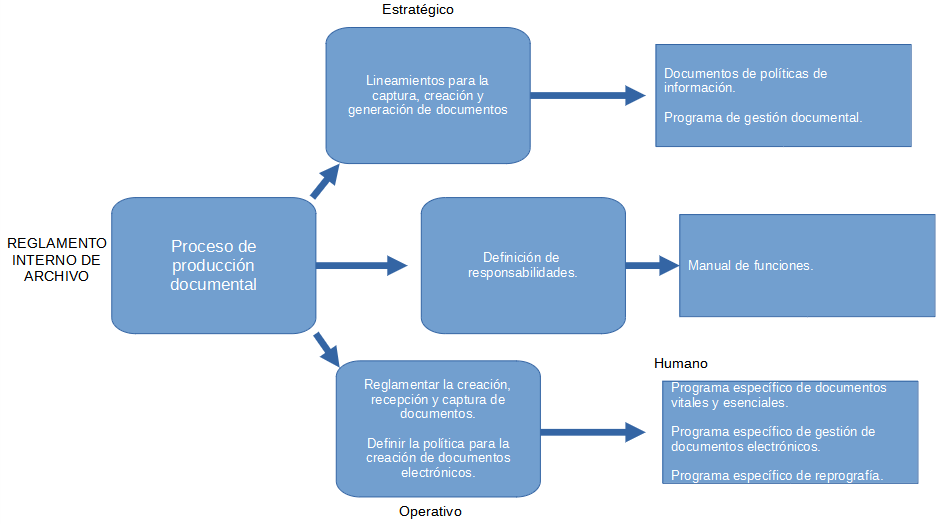 Estratégico
Lineamientos para la
captura, creación y
generación de documentos
Documentos de políticas de
información.
Programa de gestión documental.
REGLAMENTO
INTERNO DE
ARCHIVO
Proceso de
producción
documental
Definición de
responsabilidades.
Manual de funciones.
Humano
Reglamentar la creación,
recepción y captura de
documentos.
Definir la política para la
creación de documentos
electrónicos.
Programa específico de documentos
vitales y esenciales.
Programa específico de gestión de
documentos electrónicos.
Programa específico de reprografía.
Operativo